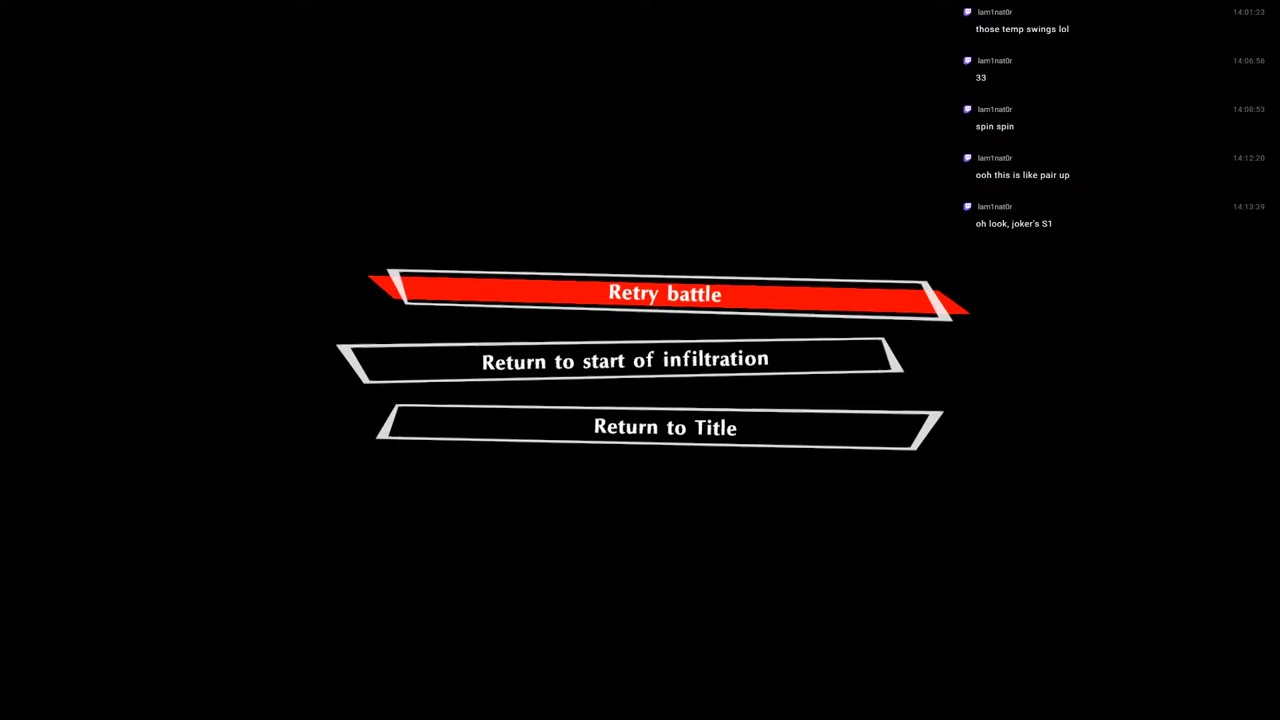 lam1nat0r 14:01:23
those temp swings lol
lam1nat0r 14:06:56
33
lam1nat0r 14:08:53
spin spin
lam1nat0r 14:12:20
ooh this is like pair up
lam1nat0r 14:13:39
oh look, joker's S1
Retry battle
Return to start of infiltration
Return to Title